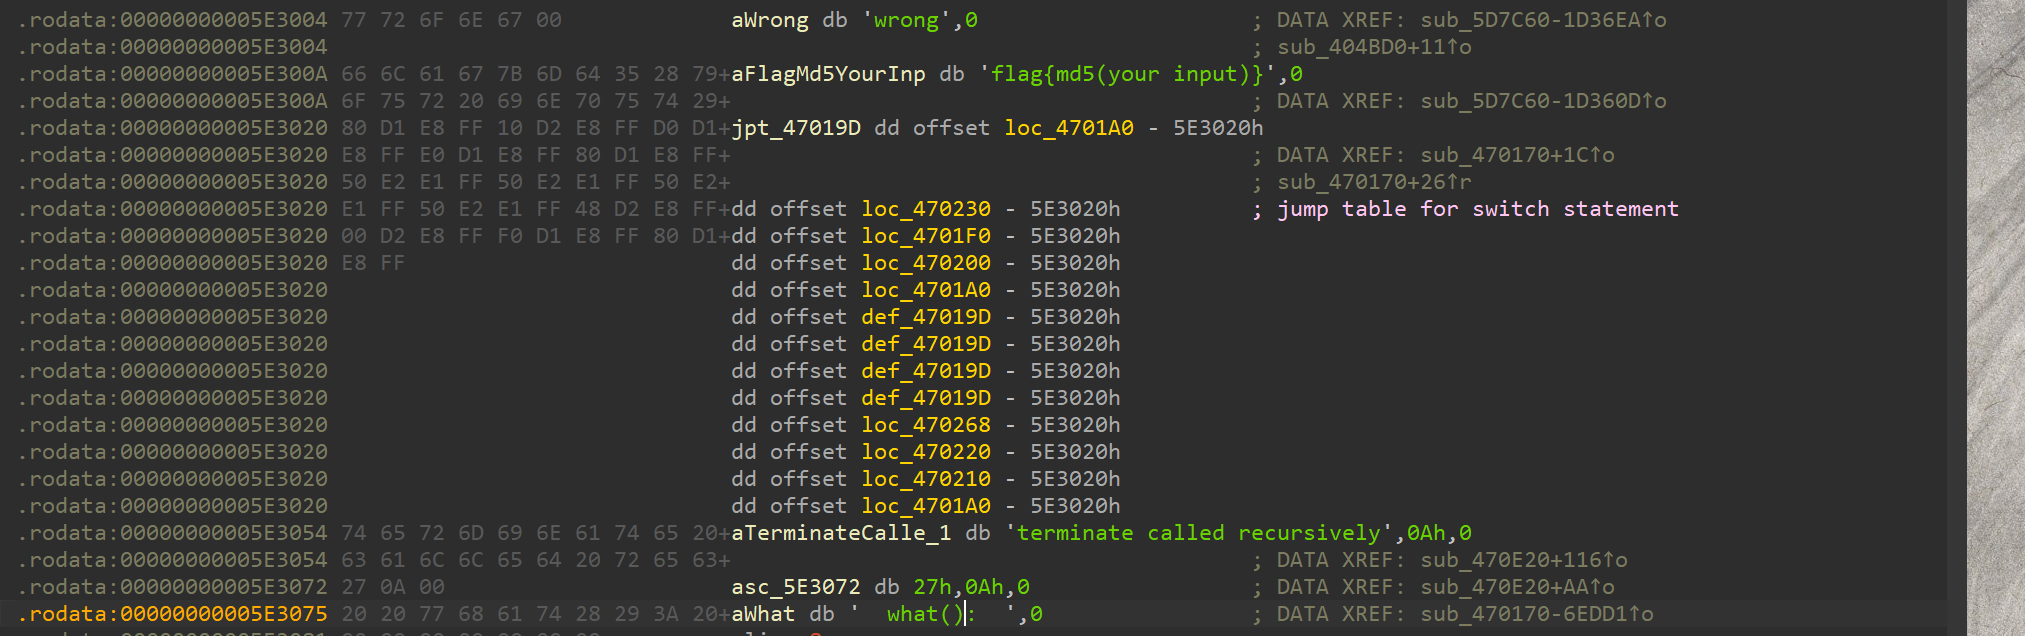 .rodata:00000000005E3004 77 72 6F 6E 67 00 aWrong db 'wrong',0 ; DATA XREF: sub_5D7C60-1D36EA↑o
.rodata:00000000005E3004 ; sub_404BD0+11↑o
.rodata:00000000005E300A 66 6C 61 67 7B 6D 64 35 28 79+aFlagMd5YourInp db 'flag{md5(your input)}',0
.rodata:00000000005E300A 6F 75 72 20 69 6E 70 75 74 29+ ; DATA XREF: sub_5D7C60-1D360D↑o
.rodata:00000000005E3020 80 D1 E8 FF 10 D2 E8 FF D0 D1+jpt_47019D dd offset loc_4701A0 - 5E3020h
.rodata:00000000005E3020 E8 FF E0 D1 E8 FF 80 D1 E8 FF+ ; DATA XREF: sub_470170+1C↑o
.rodata:00000000005E3020 50 E2 E1 FF 50 E2 E1 FF 50 E2+ ; sub_470170+26↑r
.rodata:00000000005E3020 E1 FF 50 E2 E1 FF 48 D2 E8 FF+dd offset loc_470230 - 5E3020h ; jump table for switch statement
.rodata:00000000005E3020 00 D2 E8 FF F0 D1 E8 FF 80 D1+dd offset loc_4701F0 - 5E3020h
.rodata:00000000005E3020 E8 FF dd offset loc_470200 - 5E3020h
.rodata:00000000005E3020 dd offset loc_4701A0 - 5E3020h
.rodata:00000000005E3020 dd offset def_47019D - 5E3020h
.rodata:00000000005E3020 dd offset def_47019D - 5E3020h
.rodata:00000000005E3020 dd offset def_47019D - 5E3020h
.rodata:00000000005E3020 dd offset def_47019D - 5E3020h
.rodata:00000000005E3020 dd offset loc_470268 - 5E3020h
.rodata:00000000005E3020 dd offset loc_470220 - 5E3020h
.rodata:00000000005E3020 dd offset loc_470210 - 5E3020h
.rodata:00000000005E3020 dd offset loc_4701A0 - 5E3020h
.rodata:00000000005E3054 74 65 72 6D 69 6E 61 74 65 20+aTerminateCalle_1 db 'terminate called recursively',0Ah,0
.rodata:00000000005E3054 63 61 6C 6C 65 64 20 72 65 63+ ; DATA XREF: sub_470E20+116↑o
.rodata:00000000005E3072 27 0A 00 asc_5E3072 db 27h,0Ah,0 ; DATA XREF: sub_470E20+AA↑o
.rodata:00000000005E3075 20 20 77 68 61 74 28 29 3A 20+aWhat db '  what():  ',0 ; DATA XREF: sub_470170-6EDD1↑o